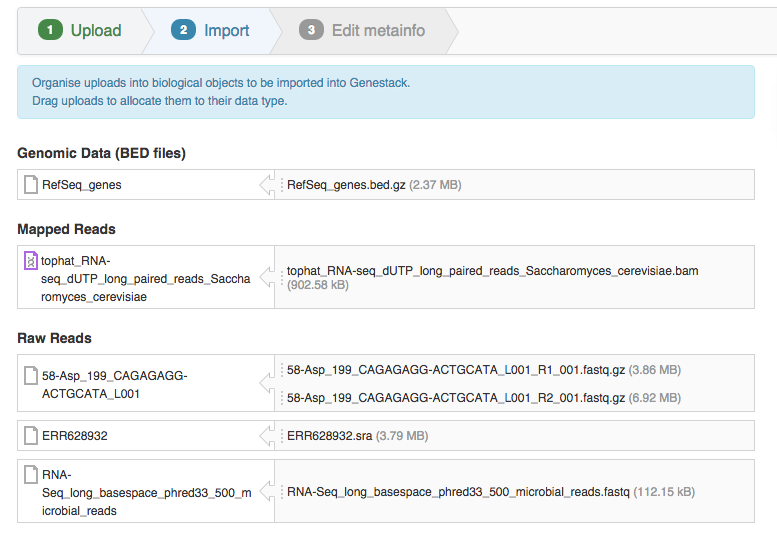 1 Upload 2 Import 3 Edit metainfo
Organise uploads into biological objects to be imported into Genestack.
Drag uploads to allocate them to their data type.
Genomic Data (BED files)
RefSeq_genes RefSeq_genes.bed.gz (2.37 MB)
Mapped Reads
tophat_RNA-
seq_dUTP_long_paired_reads_Saccha
romyces_cerevisiae
tophat_RNA-seq_dUTP_long_paired_reads_Saccharomyces_cerevisiae.bam
(902.58 kB)
Raw Reads
58-Asp_199_CAGAGAGG-
ACTGCATA_L001
58-Asp_199_CAGAGAGG-ACTGCATA_L001_R1_001.fastq.gz (3.86 MB)
58-Asp_199_CAGAGAGG-ACTGCATA_L001_R2_001.fastq.gz (6.92 MB)
ERR628932 ERR628932.sra (3.79 MB)
RNA-
Seq_long_basespace_phred33_500_m
icrobial_reads
RNA-Seq_long_basespace_phred33_500_microbial_reads.fastq (112.15 kB)